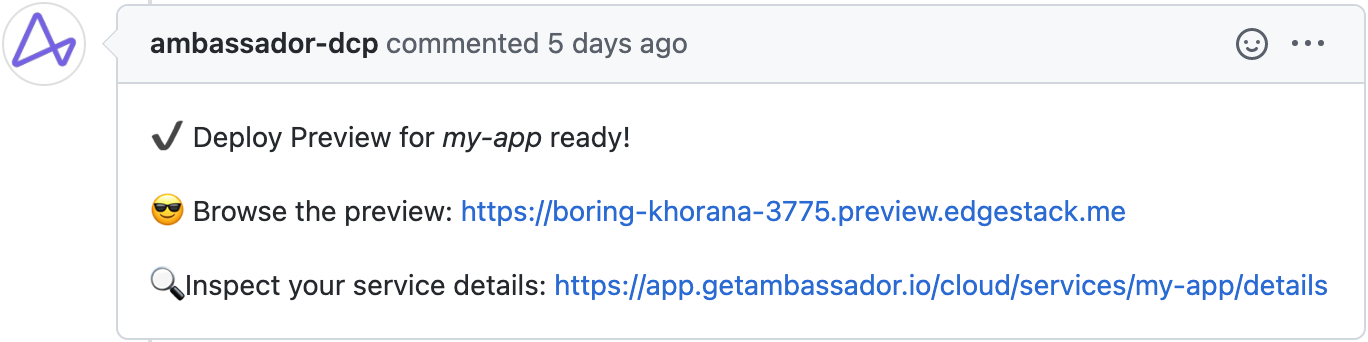 ambassador-dcp commented 5 days ago
✔️ Deploy Preview for my-app ready!
😎 Browse the preview: https://boring-khorana-3775.preview.edgestack.me
🔍Inspect your service details: https://app.getambassador.io/cloud/services/my-app/details